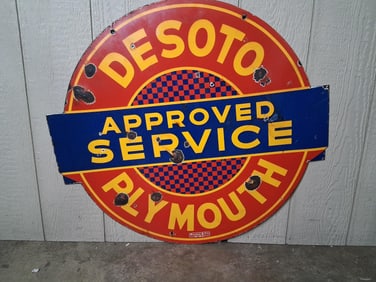 DESOTO
APPROVED
SERVICE
PLYMOUTH